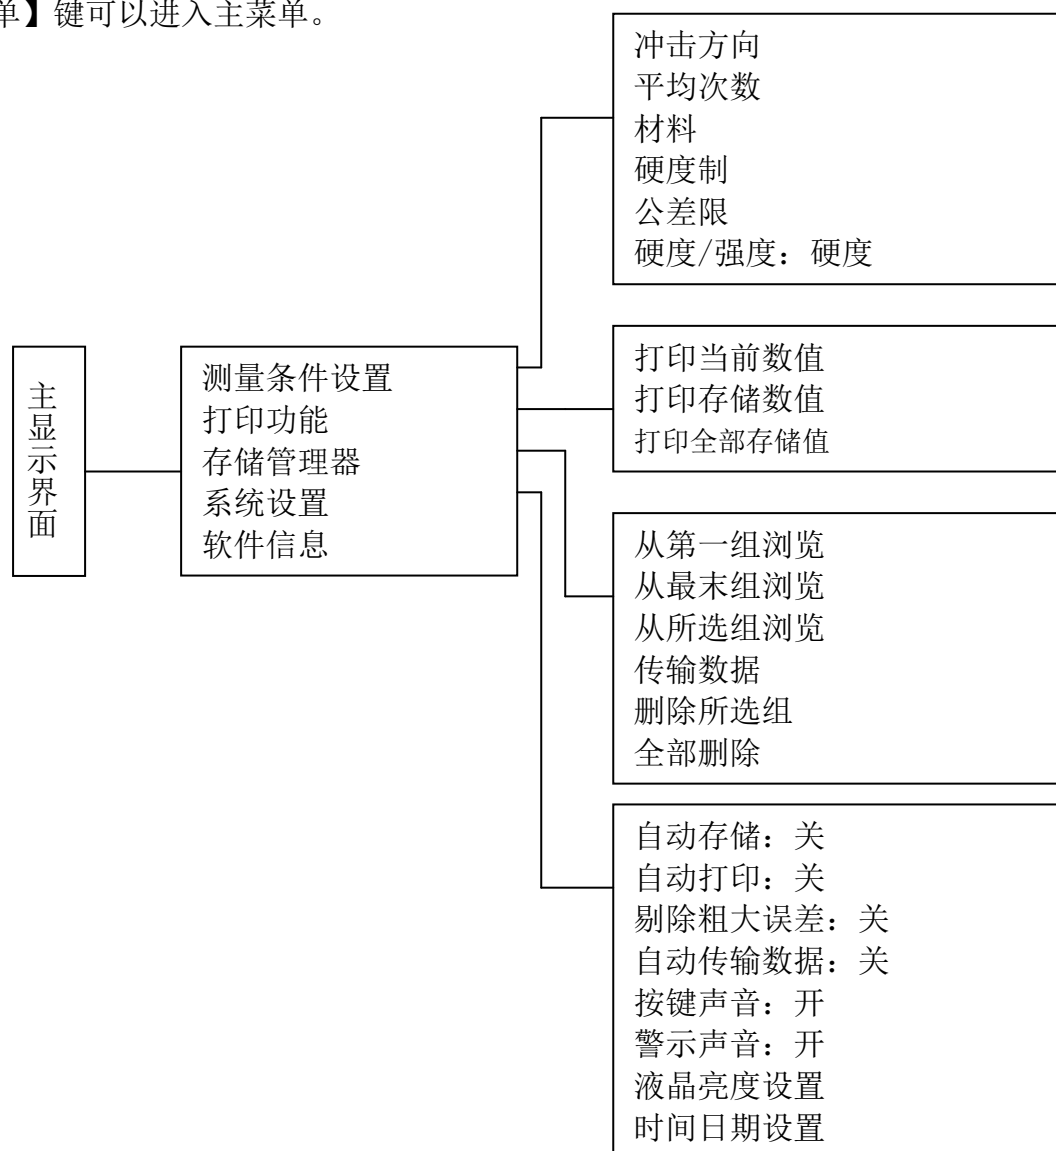 单】键可以进入主菜单。
主显示界面
测量条件设置
打印功能
存储管理器
系统设置
软件信息
冲击方向
平均次数
材料
硬度制
公差限
硬度/强度：硬度
打印当前数值
打印存储数值
打印全部存储值
从第一组浏览
从最末组浏览
从所选组浏览
传输数据
删除所选组
全部删除
自动存储：关
自动打印：关
剔除粗大误差：关
自动传输数据：关
按键声音：开
警示声音：开
液晶亮度设置
时间日期设置